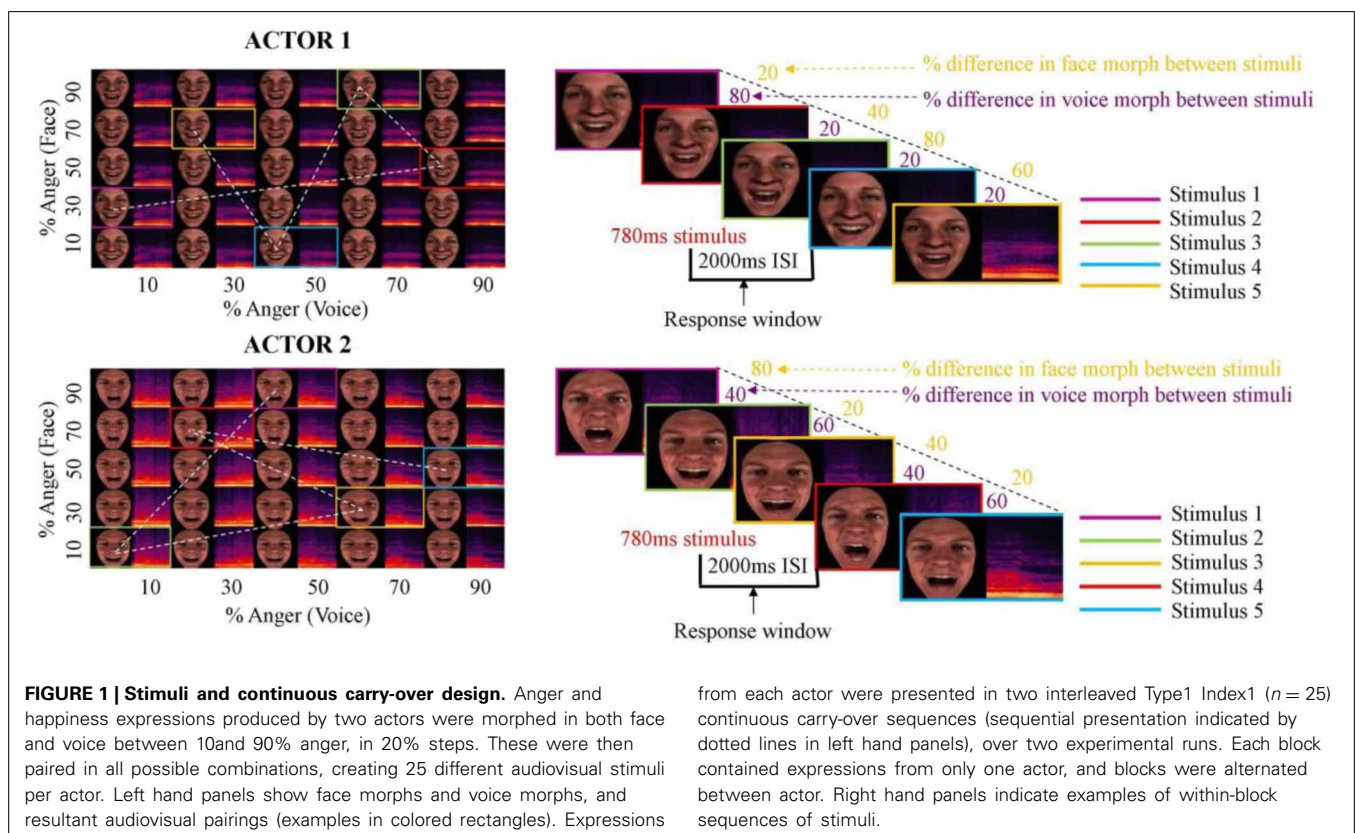 ACTOR 1
% Anger (Face)
90
70
50
30
10
10 30 50 70 90
% Anger (Voice)
20 % difference in face morph between stimuli
80 % difference in voice morph between stimuli
40
20
80
20
60
20
780ms stimulus
2000ms ISI
Response window
Stimulus 1
Stimulus 2
Stimulus 3
Stimulus 4
Stimulus 5
ACTOR 2
% Anger (Face)
90
70
50
30
10
10 30 50 70 90
% Anger (Voice)
80 % difference in face morph between stimuli
40 % difference in voice morph between stimuli
20
60
40
40
20
60
780ms stimulus
2000ms ISI
Response window
Stimulus 1
Stimulus 2
Stimulus 3
Stimulus 4
Stimulus 5
FIGURE 1 | Stimuli and continuous carry-over design. Anger and
happiness expressions produced by two actors were morphed in both face
and voice between 10and 90% anger, in 20% steps. These were then
paired in all possible combinations, creating 25 different audiovisual stimuli
per actor. Left hand panels show face morphs and voice morphs, and
resultant audiovisual pairings (examples in colored rectangles). Expressions
from each actor were presented in two interleaved Type1 Index1 (n = 25)
continuous carry-over sequences (sequential presentation indicated by
dotted lines in left hand panels), over two experimental runs. Each block
contained expressions from only one actor, and blocks were alternated
between actor. Right hand panels indicate examples of within-block
sequences of stimuli.